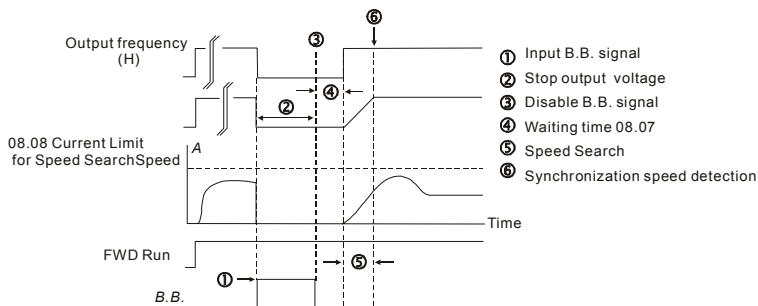 Output frequency
(H)
08.08 Current Limit
for Speed SearchSpeed
A
Time
FWD Run
B.B.
③
⑥
④
②
⑤
①
① Input B.B. signal
② Stop output voltage
③ Disable B.B. signal
④ Waiting time 08.07
⑤ Speed Search
⑥ Synchronization speed detection